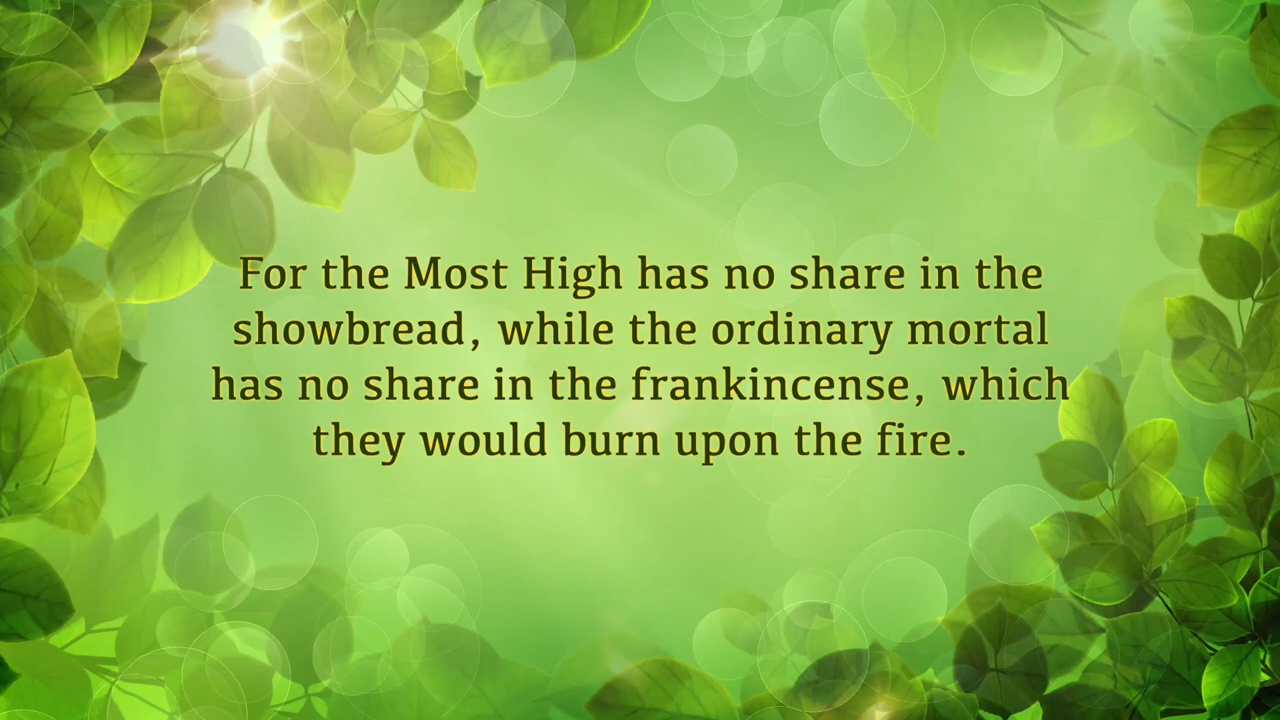 For the Most High has no share in the
showbread, while the ordinary mortal
has no share in the frankincense, which
they would burn upon the fire.